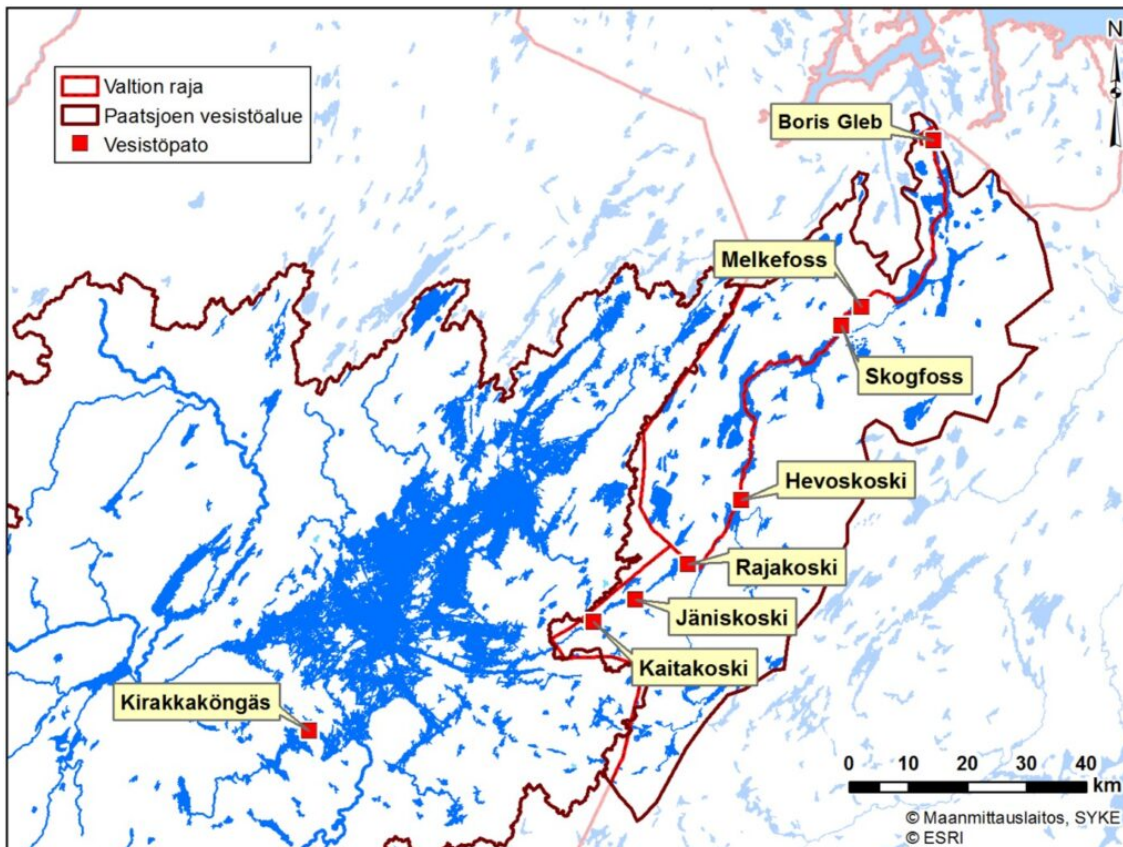 N
Valtion raja
Paatsjoen vesistöalue
Vesistöpato
Boris Gleb
Melkefoss
Skogfoss
Hevoskoski
Rajakoski
Jäniskoski
Kaitakoski
Kirakkaköngäs
0 10 20 30 40
km
© Maanmittauslaitos, SYKE
© ESRI